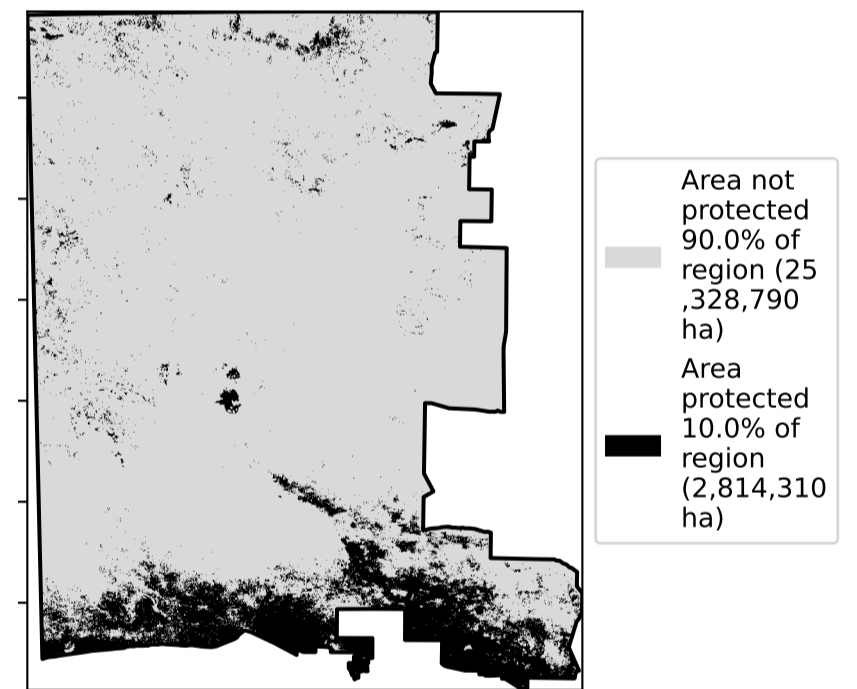 Area not
protected
90.0% of
region (25
,328,790
ha)
Area
protected
10.0% of
region
(2,814,310
ha)